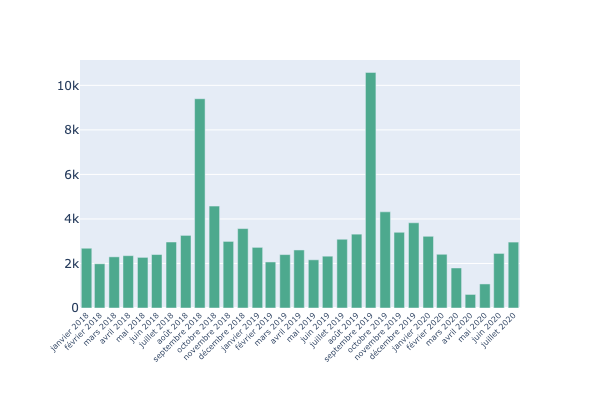 10k
8k
6k
4k
2k
0
janvier 2018
février 2018
mars 2018
avril 2018
mai 2018
juin 2018
juillet 2018
août 2018
septembre 2018
octobre 2018
novembre 2018
décembre 2018
janvier 2019
février 2019
mars 2019
avril 2019
mai 2019
juin 2019
juillet 2019
août 2019
septembre 2019
octobre 2019
novembre 2019
décembre 2019
janvier 2020
février 2020
mars 2020
avril 2020
mai 2020
juin 2020
juillet 2020